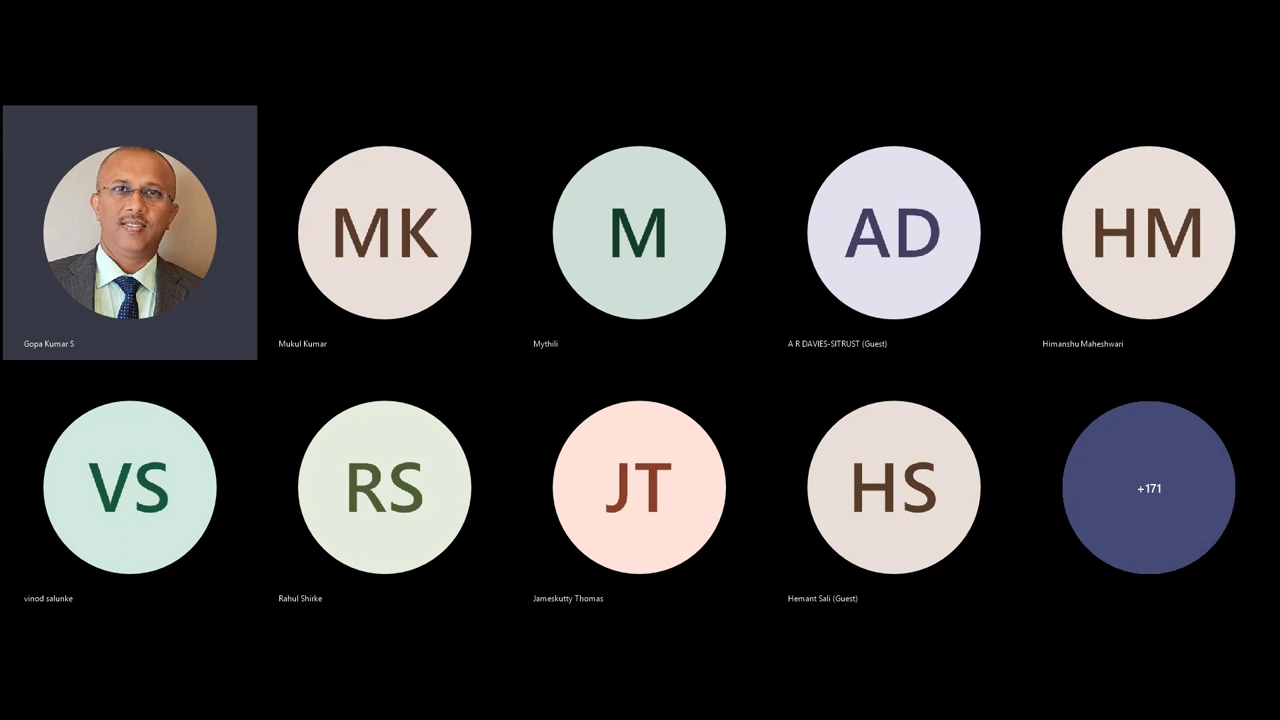 MK
M
AD
HM
Gopa Kumar S
Mukul Kumar
Mythili
A R DAVIES-SITRUST (Guest)
Himanshu Maheshwari
VS
RS
JT
HS
+171
vinod salunke
Rahul Shirke
Jameskutty Thomas
Hemant Sali (Guest)